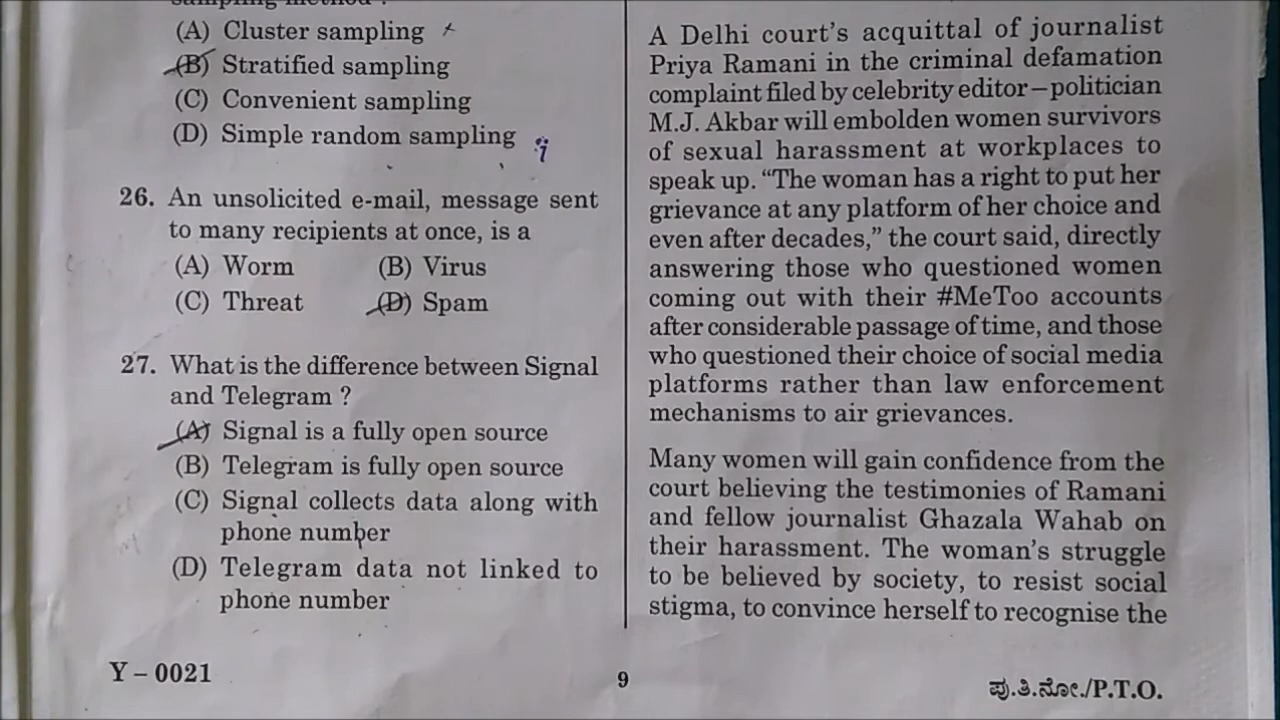 (A) Cluster sampling
(B) Stratified sampling
(C) Convenient sampling
(D) Simple random sampling
26. An unsolicited e-mail, message sent
to many recipients at once, is a
(A) Worm (B) Virus
(C) Threat (D) Spam
27. What is the difference between Signal
and Telegram ?
(A) Signal is a fully open source
(B) Telegram is fully open source
(C) Signal collects data along with
phone number
(D) Telegram data not linked to
phone number
A Delhi court's acquittal of journalist
Priya Ramani in the criminal defamation
complaint filed by celebrity editor–politician
M.J. Akbar will embolden women survivors
of sexual harassment at workplaces to
speak up. “The woman has a right to put her
grievance at any platform of her choice and
even after decades,” the court said, directly
answering those who questioned women
coming out with their #MeToo accounts
after considerable passage of time, and those
who questioned their choice of social media
platforms rather than law enforcement
mechanisms to air grievances.
Many women will gain confidence from the
court believing the testimonies of Ramani
and fellow journalist Ghazala Wahab on
their harassment. The woman's struggle
to be believed by society, to resist social
stigma, to convince herself to recognise the
Y – 0021
9
ಪು.ತಿ.ನೋ./P.T.O.